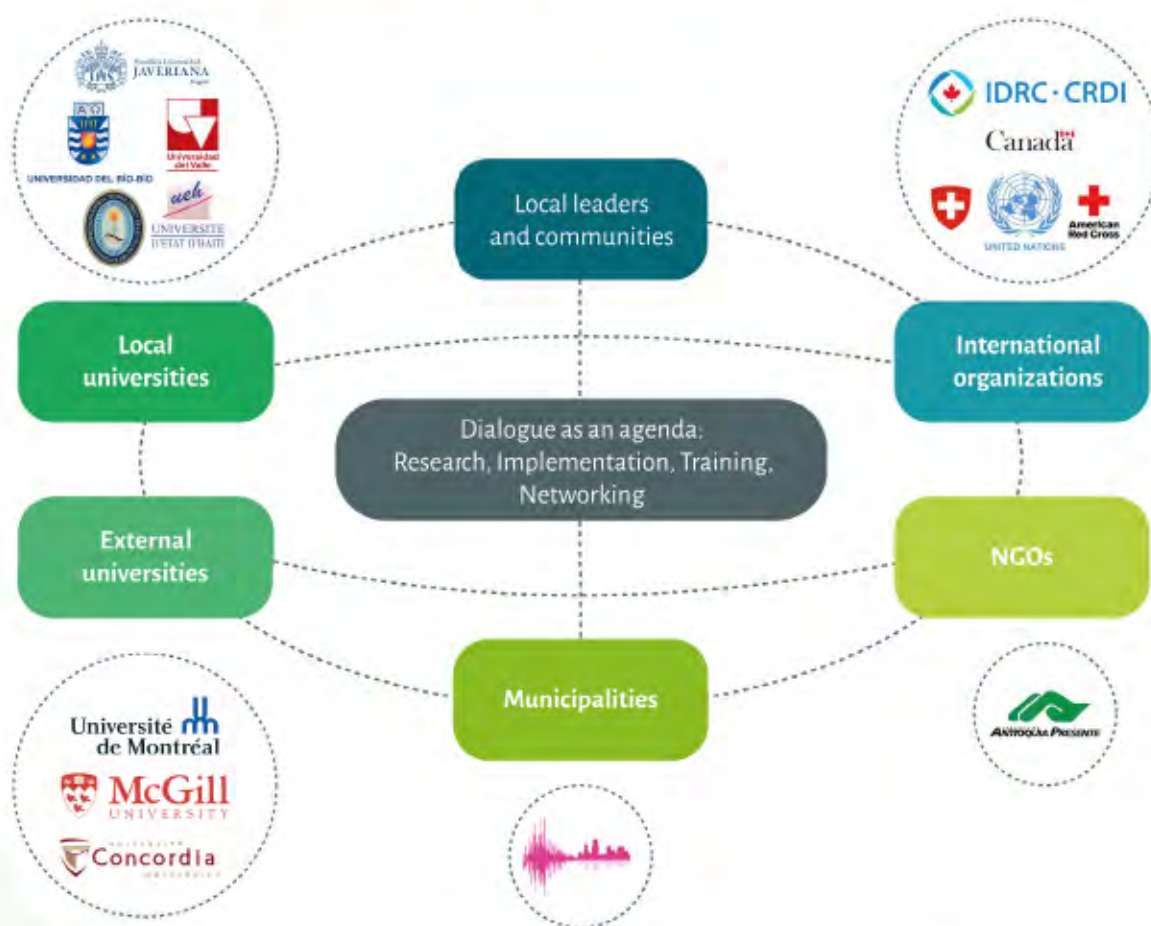 Pontificia Universidad
JAVERIANA
Bogotá
UNIVERSIDAD DEL BÍO-BÍO
Universidad
del Valle
ueh
UNIVERSITE
D'ETAT D'HAITI
IDRC · CRDI
Canada
UNITED NATIONS
American
Red Cross
Local leaders
and communities
Local
universities
International
organizations
Dialogue as an agenda:
Research, Implementation, Training,
Networking
External
universities
NGOs
Municipalities
Université
de Montréal
McGill
UNIVERSITY
UNIVERSITÉ
Concordia
UNIVERSITY
ANTIOQUIA PRESENTE